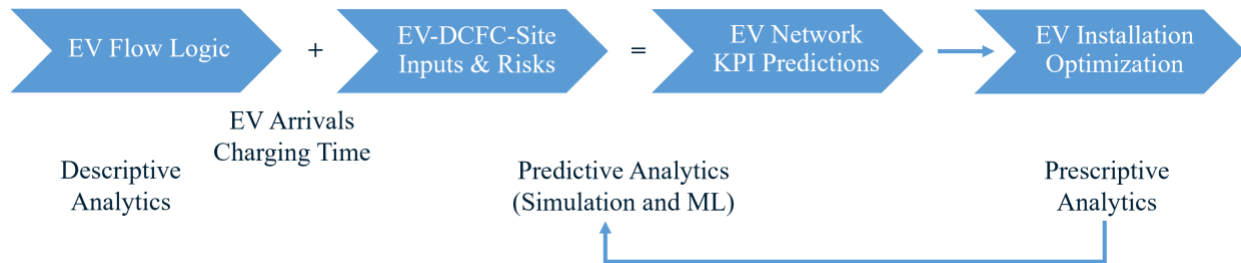 EV Flow Logic
+
EV-DCFC-Site
Inputs & Risks
=
EV Network
KPI Predictions
EV Installation
Optimization
EV Arrivals
Charging Time
Descriptive
Analytics
Predictive Analytics
(Simulation and ML)
Prescriptive
Analytics